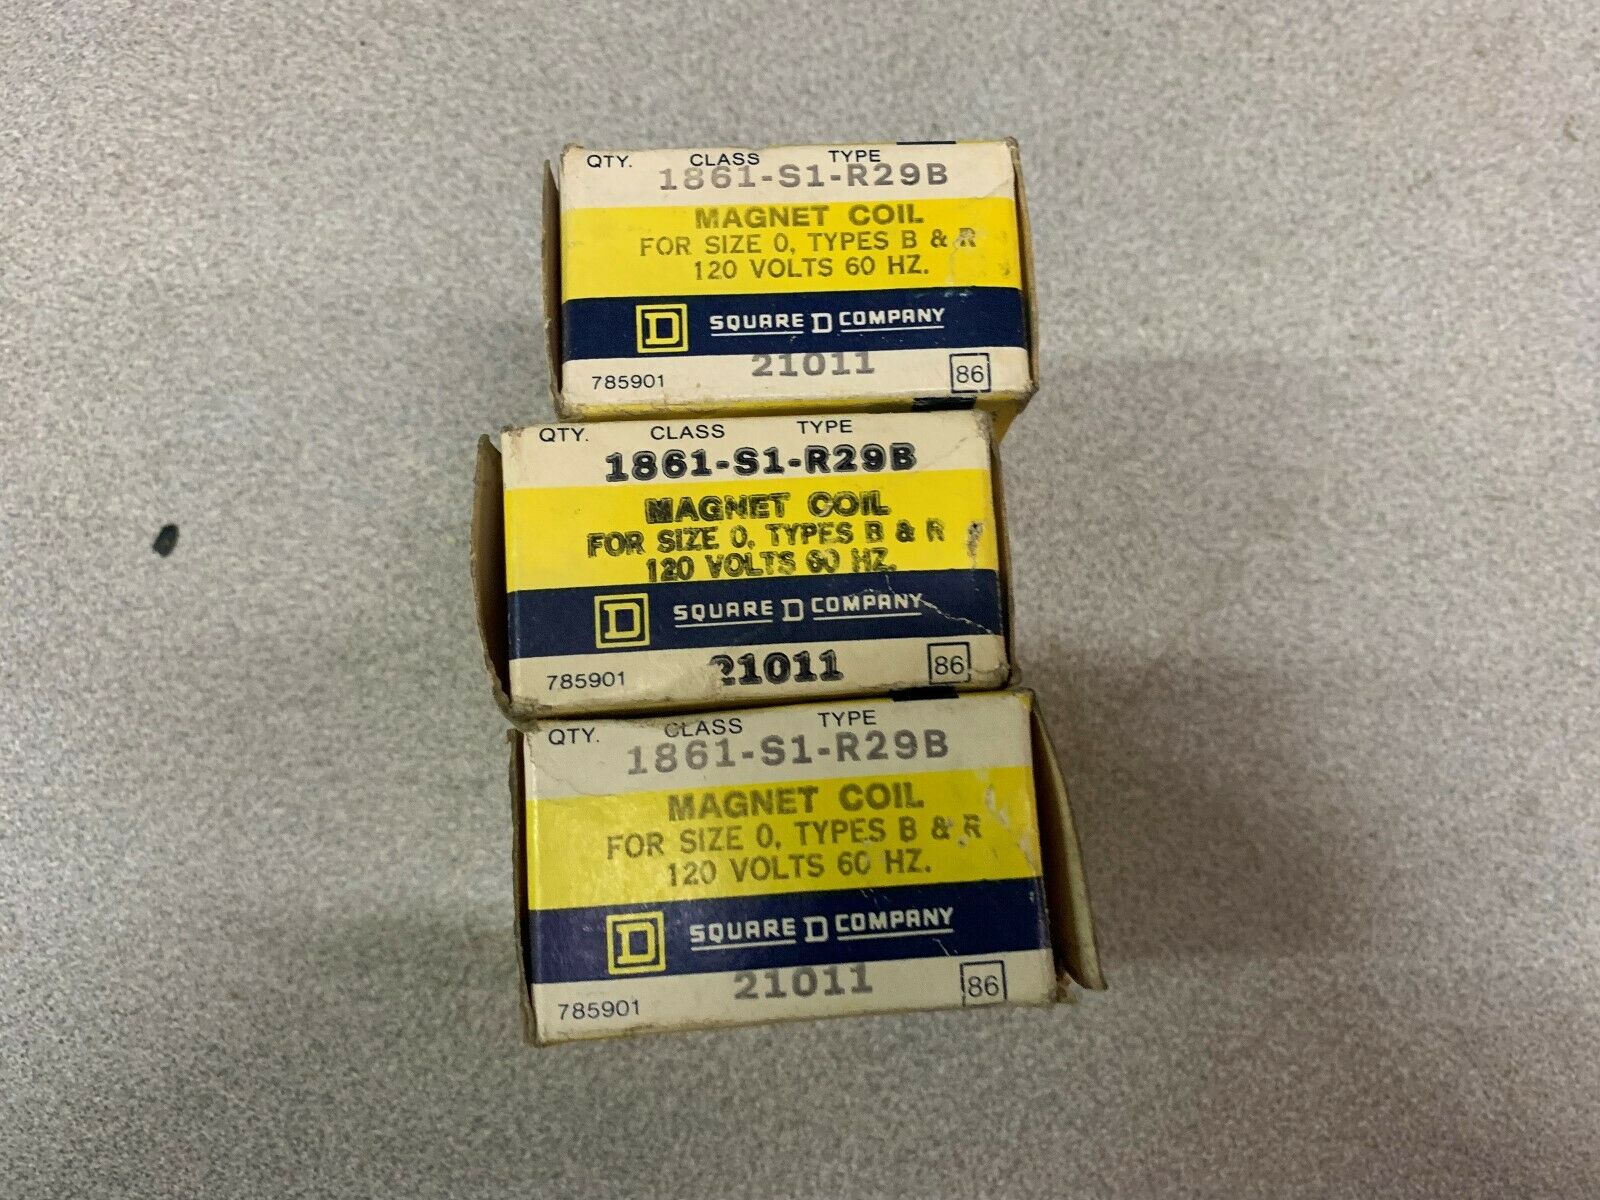 QTY. CLASS TYPE
1861-S1-R29B
MAGNET COIL
FOR SIZE 0, TYPES B & R
120 VOLTS 60 HZ.
D SQUARE D COMPANY
21011
785901 86
QTY. CLASS TYPE
1861-S1-R29B
MAGNET COIL
FOR SIZE 0, TYPES B & R
120 VOLTS 60 HZ.
D SQUARE D COMPANY
21011
785901 86
QTY. CLASS TYPE
1861-S1-R29B
MAGNET COIL
FOR SIZE 0, TYPES B & R
120 VOLTS 60 HZ.
D SQUARE D COMPANY
21011
785901 86